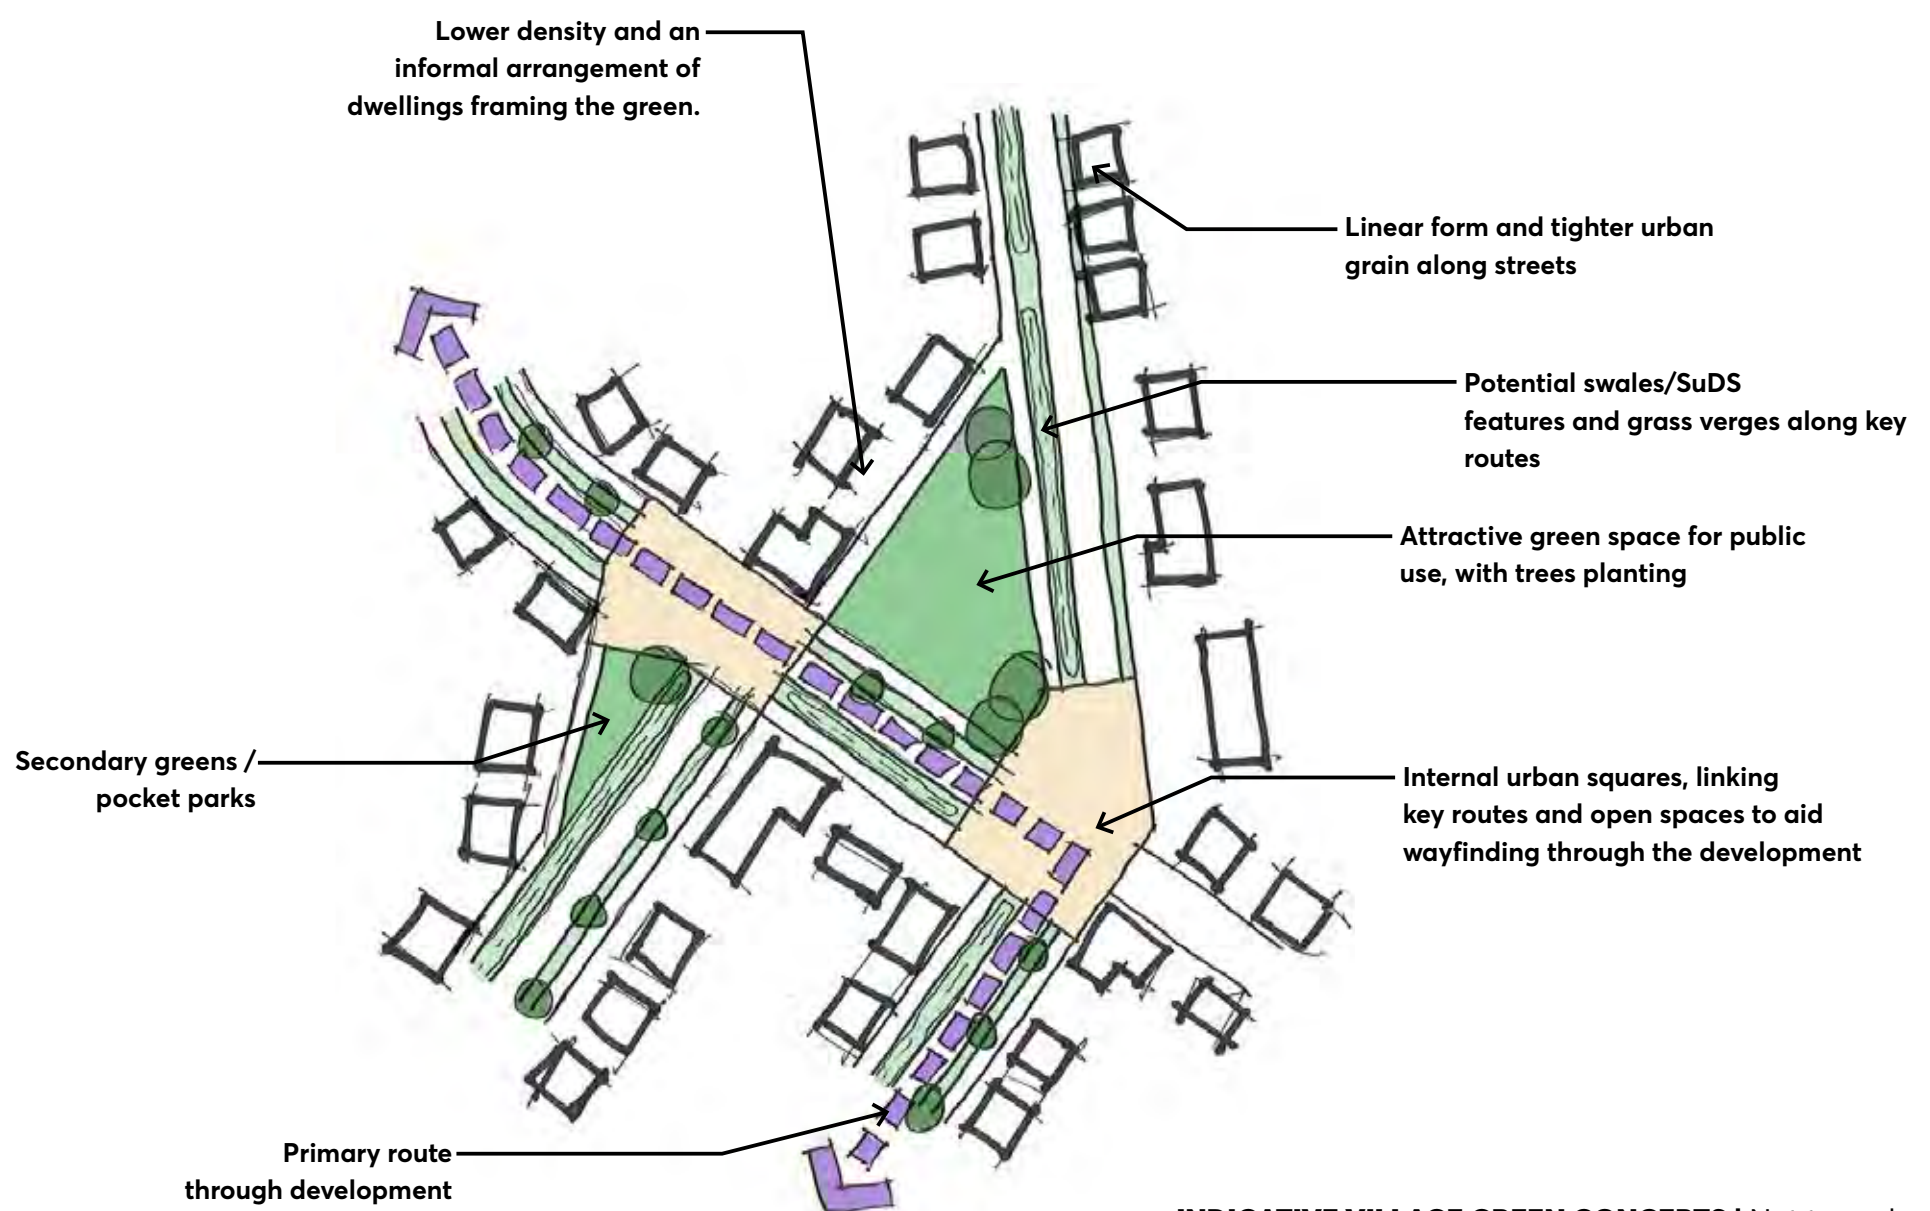 Lower density and an
informal arrangement of
dwellings framing the green.
Linear form and tighter urban
grain along streets
Potential swales/SuDS
features and grass verges along key
routes
Attractive green space for public
use, with trees planting
Secondary greens /
pocket parks
Internal urban squares, linking
key routes and open spaces to aid
wayfinding through the development
Primary route
through development